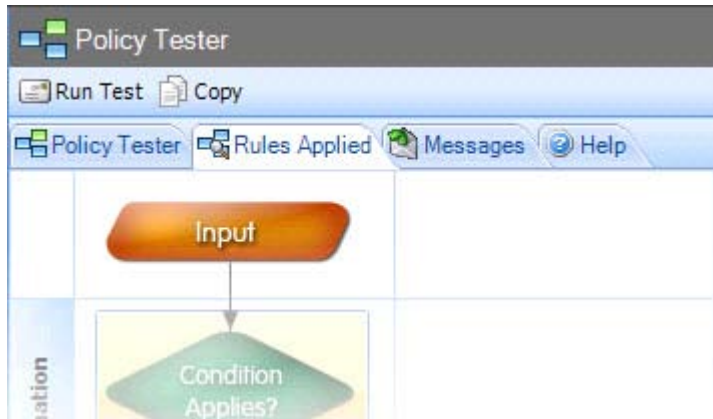 Policy Tester
Run Test Copy
Policy Tester Rules Applied Messages Help
Input
Condition
Applies?